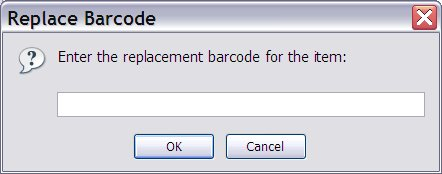 Replace Barcode
Enter the replacement barcode for the item:
OK
Cancel